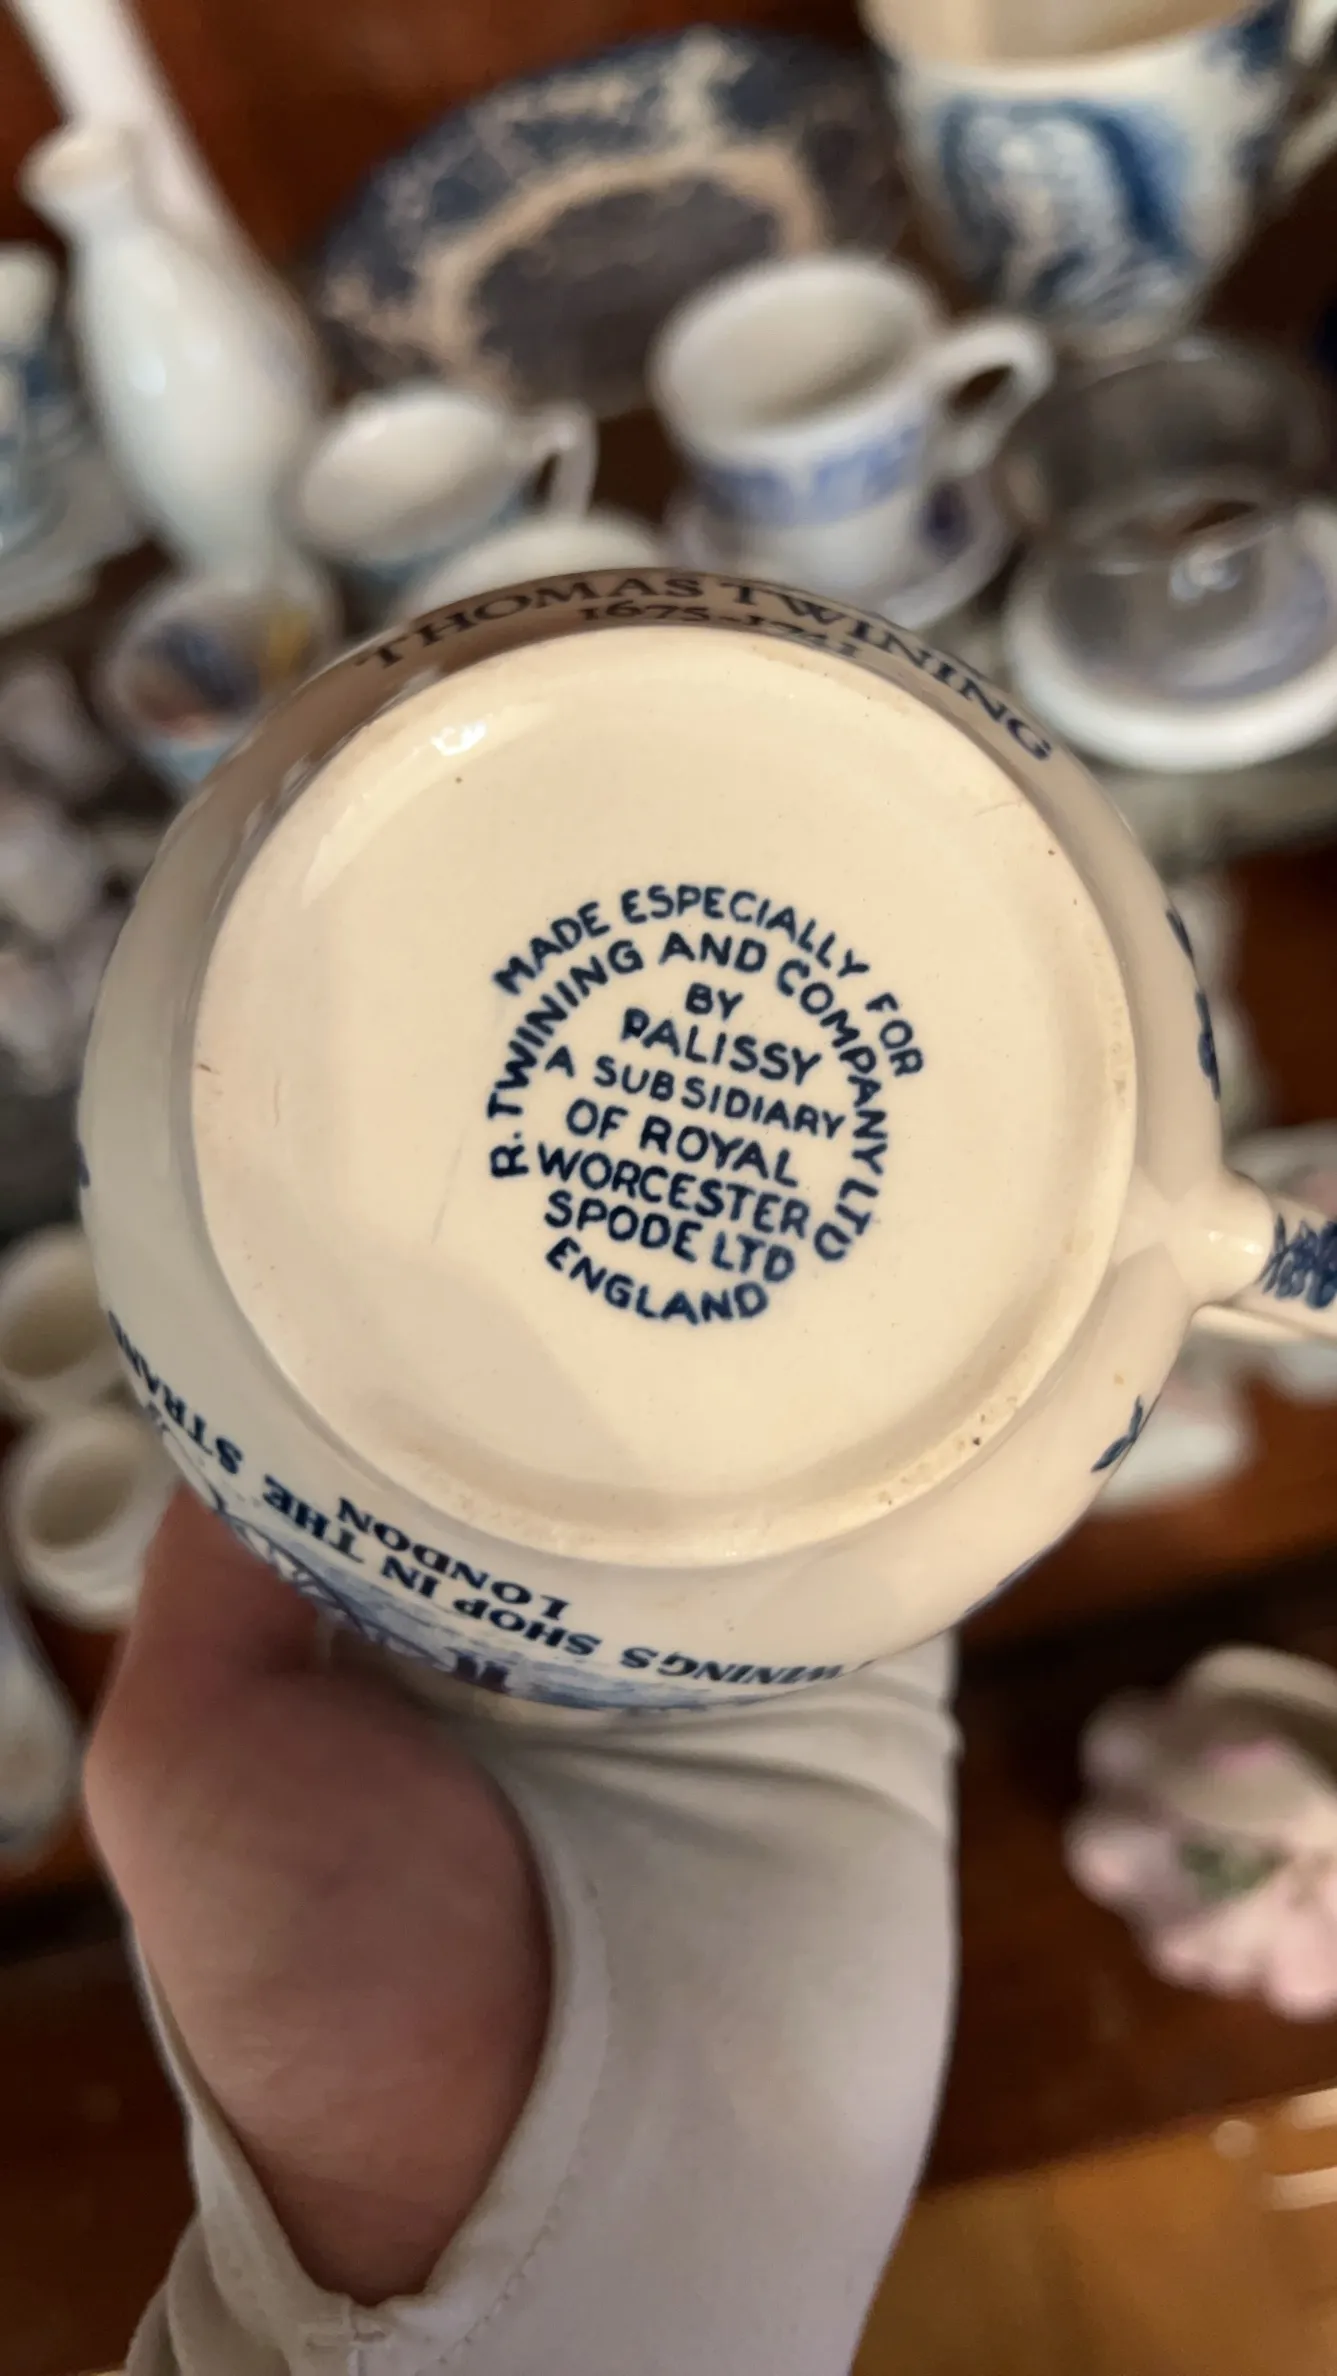 THOMAS TWINING
MADE ESPECIALLY FOR
R. TWINING AND COMPANY LTD
BY
PALISSY
A SUBSIDIARY
OF ROYAL
WORCESTER
SPODE LTD
ENGLAND
SHOP IN THE
LONDON